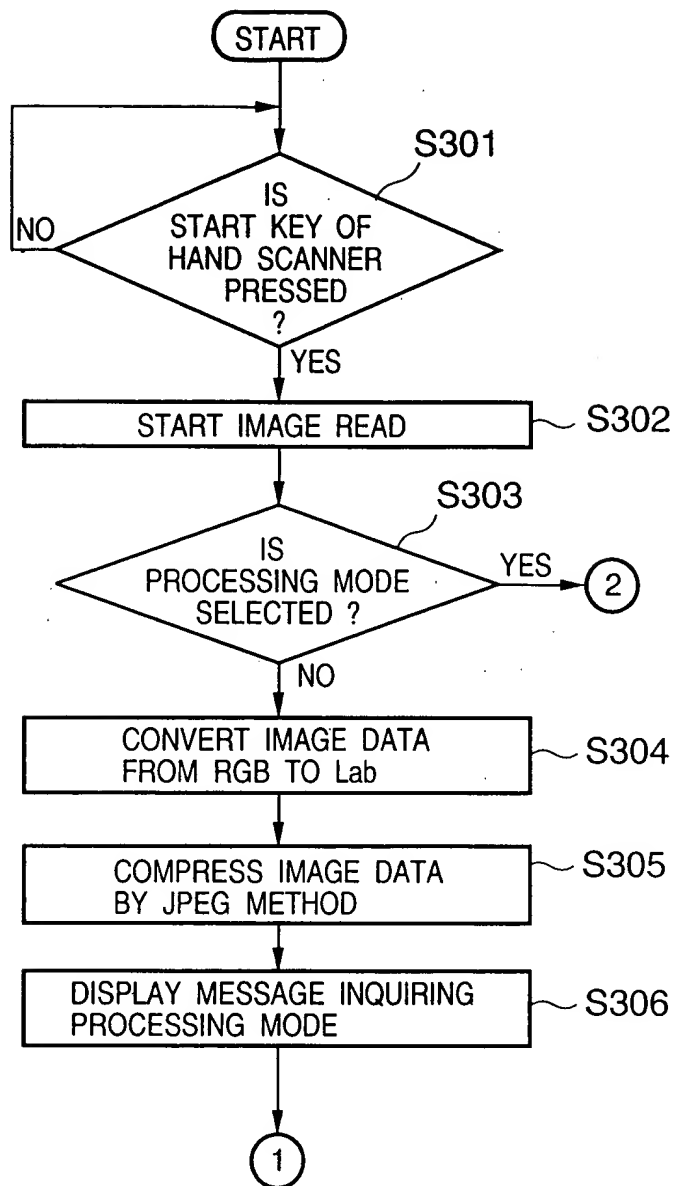 START
S301
IS
START KEY OF
HAND SCANNER
PRESSED
?
NO
YES
START IMAGE READ
S302
S303
IS
PROCESSING MODE
SELECTED ?
YES
2
NO
CONVERT IMAGE DATA
FROM RGB TO Lab
S304
COMPRESS IMAGE DATA
BY JPEG METHOD
S305
DISPLAY MESSAGE INQUIRING
PROCESSING MODE
S306
1